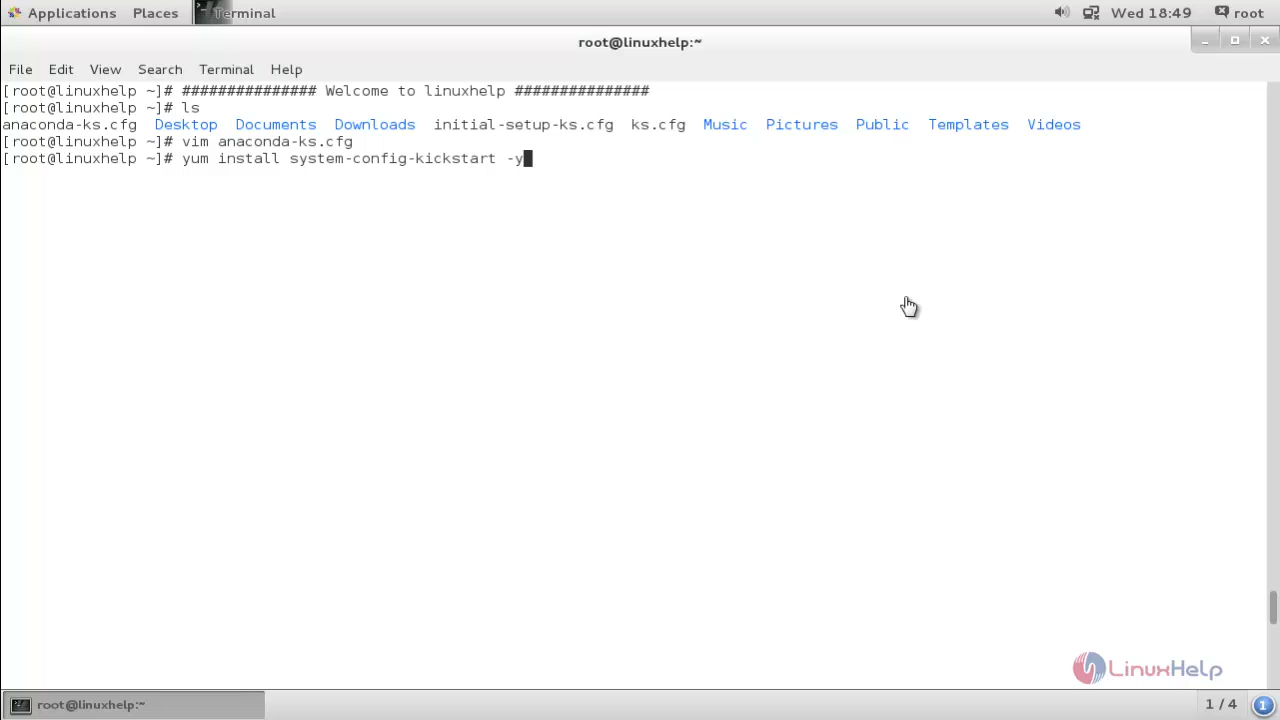 Applications Places Terminal Wed 18:49 root
root@linuxhelp:~
File Edit View Search Terminal Help
[root@linuxhelp ~]# ############### Welcome to linuxhelp ###############
[root@linuxhelp ~]# ls
anaconda-ks.cfg Desktop Documents Downloads initial-setup-ks.cfg ks.cfg Music Pictures Public Templates Videos
[root@linuxhelp ~]# vim anaconda-ks.cfg
[root@linuxhelp ~]# yum install system-config-kickstart -y
LinuxHelp
root@linuxhelp:~ 1 / 4 1